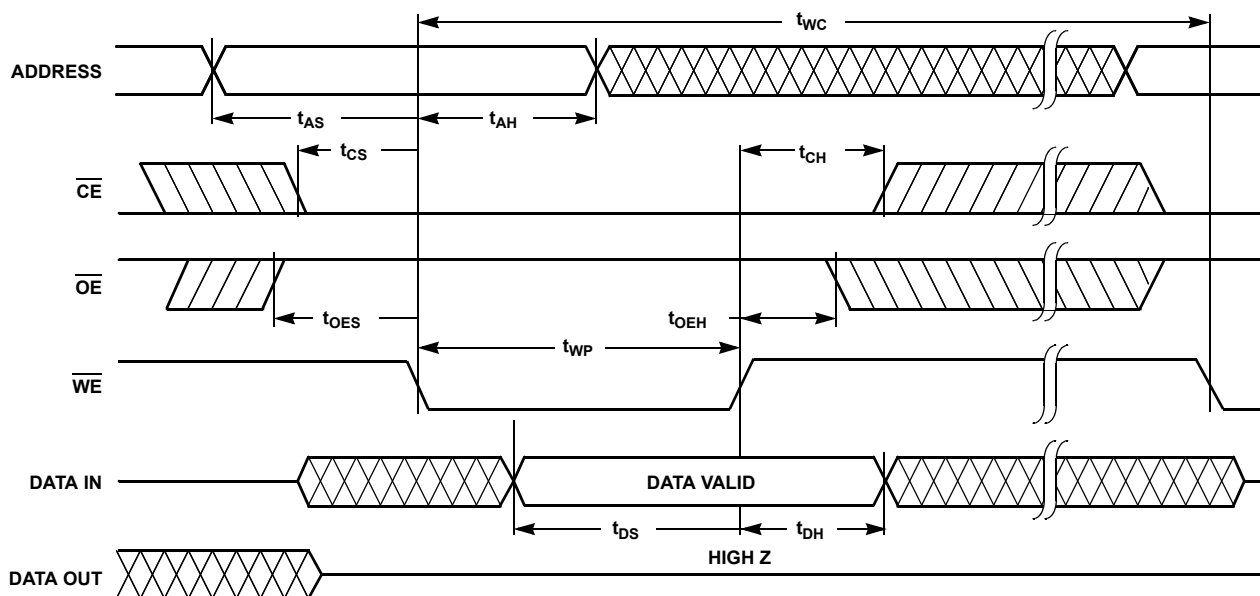 tWC
ADDRESS
tAS
tAH
tCS
tCH
CE
OE
tOES
tOEH
tWP
WE
DATA IN
DATA VALID
tDS
tDH
HIGH Z
DATA OUT